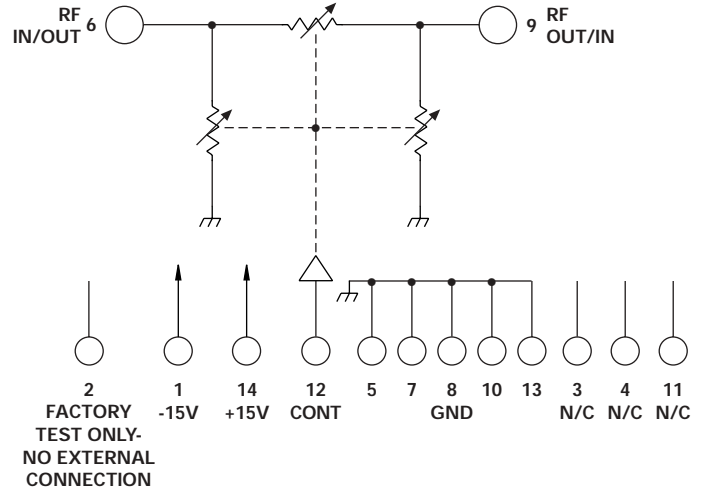 RF
IN/OUT 6
9 RF
OUT/IN
2
FACTORY
TEST ONLY-
NO EXTERNAL
CONNECTION
1
-15V
14
+15V
12
CONT
5 7 8 10 13
GND
3
N/C
4
N/C
11
N/C